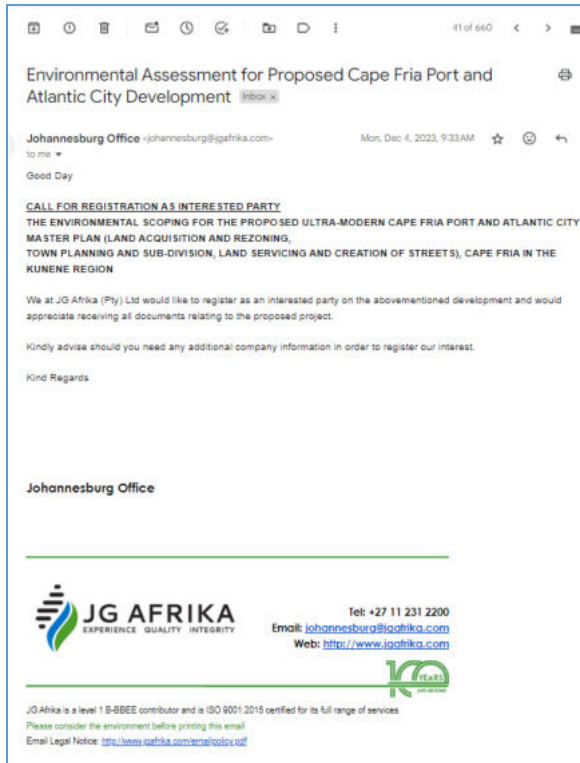 41 of 660
Environmental Assessment for Proposed Cape Fria Port and
Atlantic City Development Inbox x
Johannesburg Office <johannesburg@jgafrika.com> Mon, Dec 4, 2023, 9:33 AM
to me
Good Day
CALL FOR REGISTRATION AS INTERESTED PARTY
THE ENVIRONMENTAL SCOPING FOR THE PROPOSED ULTRA-MODERN CAPE FRIA PORT AND ATLANTIC CITY
MASTER PLAN (LAND ACQUISITION AND REZONING,
TOWN PLANNING AND SUB-DIVISION, LAND SERVICING AND CREATION OF STREETS), CAPE FRIA IN THE
KUNENE REGION
We at JG Afrika (Pty) Ltd would like to register as an interested party on the abovementioned development and would
appreciate receiving all documents relating to the proposed project.
Kindly advise should you need any additional company information in order to register our interest.
Kind Regards
Johannesburg Office
JG AFRIKA
EXPERIENCE QUALITY INTEGRITY
Tel: +27 11 231 2200
Email: johannesburg@jgafrika.com
Web: http://www.jgafrika.com
100 YEARS
AND BEYOND
JG Afrika is a level 1 B-BBEE contributor and is ISO 9001:2015 certified for its full range of services
Please consider the environment before printing this email
Email Legal Notice: http://www.jgafrika.com/emailpolicy.pdf